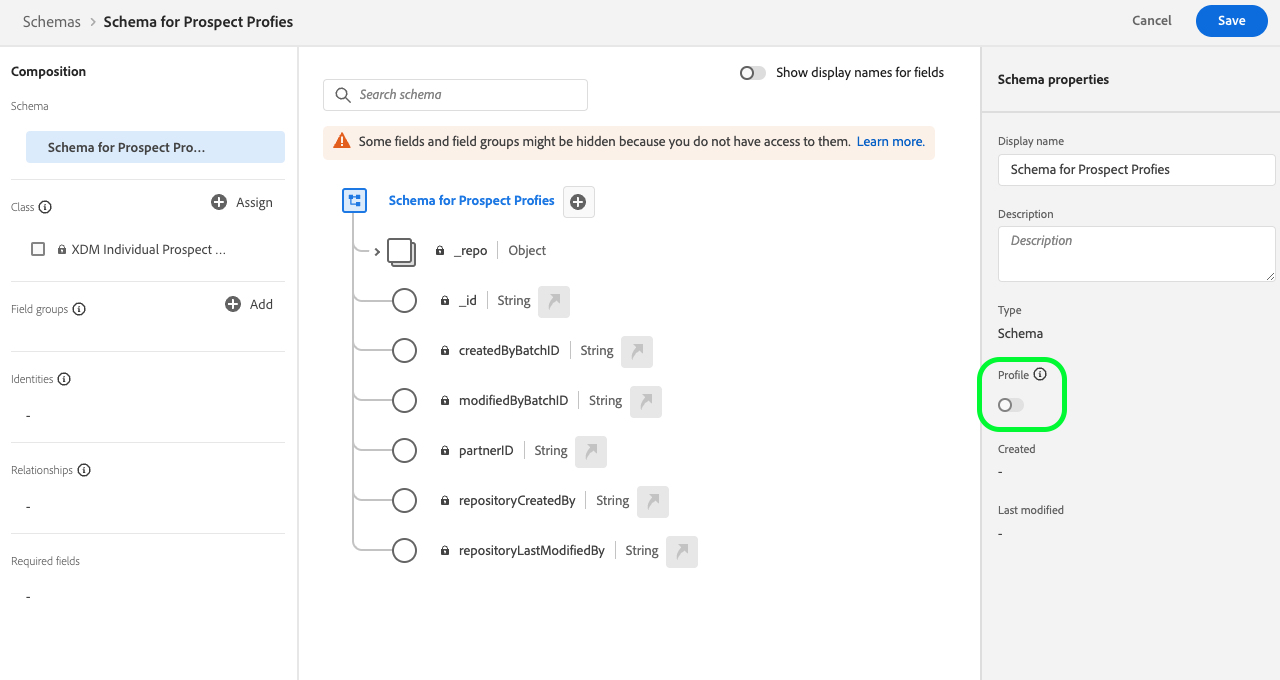 Schemas > Schema for Prospect Profies
Cancel
Save
Composition
Schema
Schema for Prospect Pro...
Class
Assign
XDM Individual Prospect ...
Field groups
Add
Identities
-
Relationships
-
Required fields
-
Show display names for fields
Search schema
Some fields and field groups might be hidden because you do not have access to them. Learn more.
Schema for Prospect Profies
_repo Object
_id String
createdByBatchID String
modifiedByBatchID String
partnerID String
repositoryCreatedBy String
repositoryLastModifiedBy String
Schema properties
Display name
Schema for Prospect Profies
Description
Description
Type
Schema
Profile
Created
-
Last modified
-